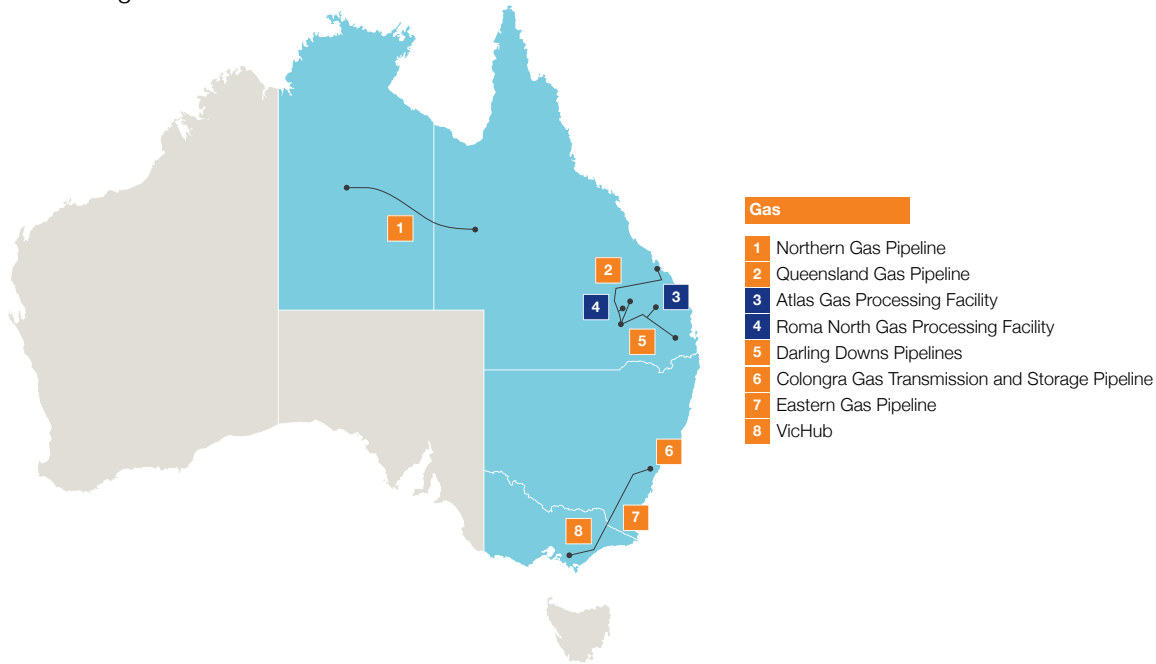 1
2
3
4
5
6
7
8
Gas
1 Northern Gas Pipeline
2 Queensland Gas Pipeline
3 Atlas Gas Processing Facility
4 Roma North Gas Processing Facility
5 Darling Downs Pipelines
6 Colongra Gas Transmission and Storage Pipeline
7 Eastern Gas Pipeline
8 VicHub